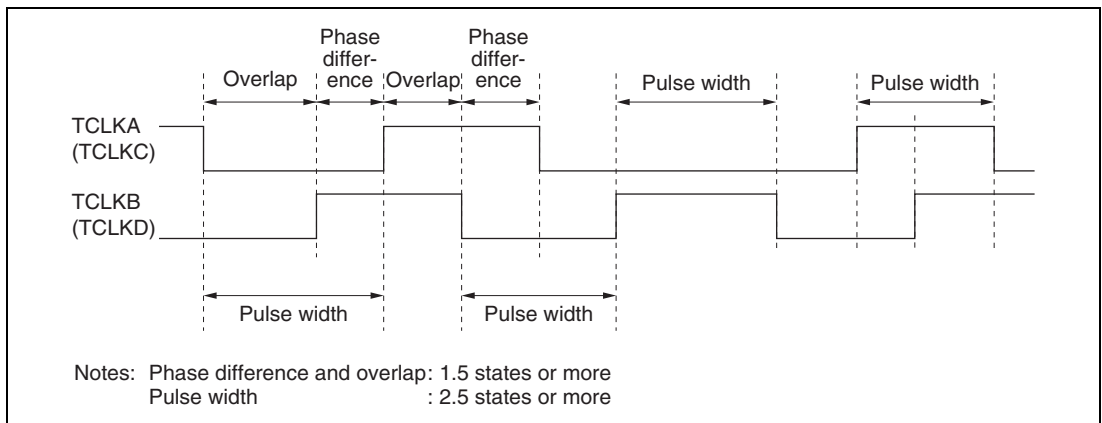 Phase
differ-
ence
Phase
differ-
ence
Overlap
Overlap
Pulse width
Pulse width
TCLKA
(TCLKC)
TCLKB
(TCLKD)
Pulse width
Pulse width
Notes: Phase difference and overlap: 1.5 states or more
Pulse width : 2.5 states or more